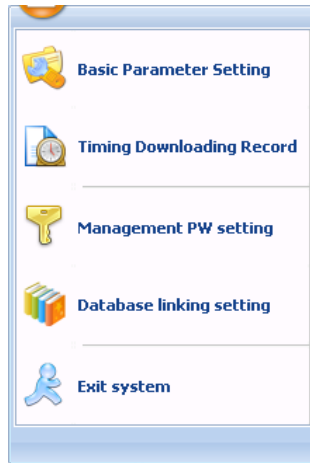 Basic Parameter Setting
Timing Downloading Record
Management PW setting
Database linking setting
Exit system